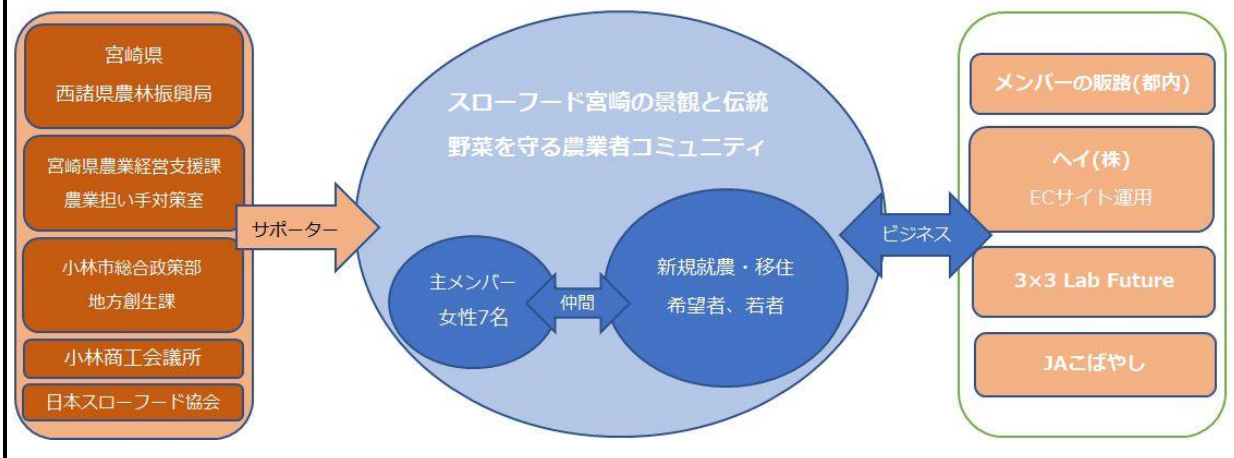 宮崎県
西諸県農林振興局
宮崎県農業経営支援課
農業担い手対策室
小林市総合政策部
地方創生課
小林商工会議所
日本スローフード協会
サポーター
スローフード宮崎の景観と伝統
野菜を守る農業者コミュニティ
主メンバー
女性7名
仲間
新規就農・移住
希望者、若者
ビジネス
メンバーの販路(都内)
ヘイ(株)
ECサイト運用
3×3 Lab Future
JAこばやし